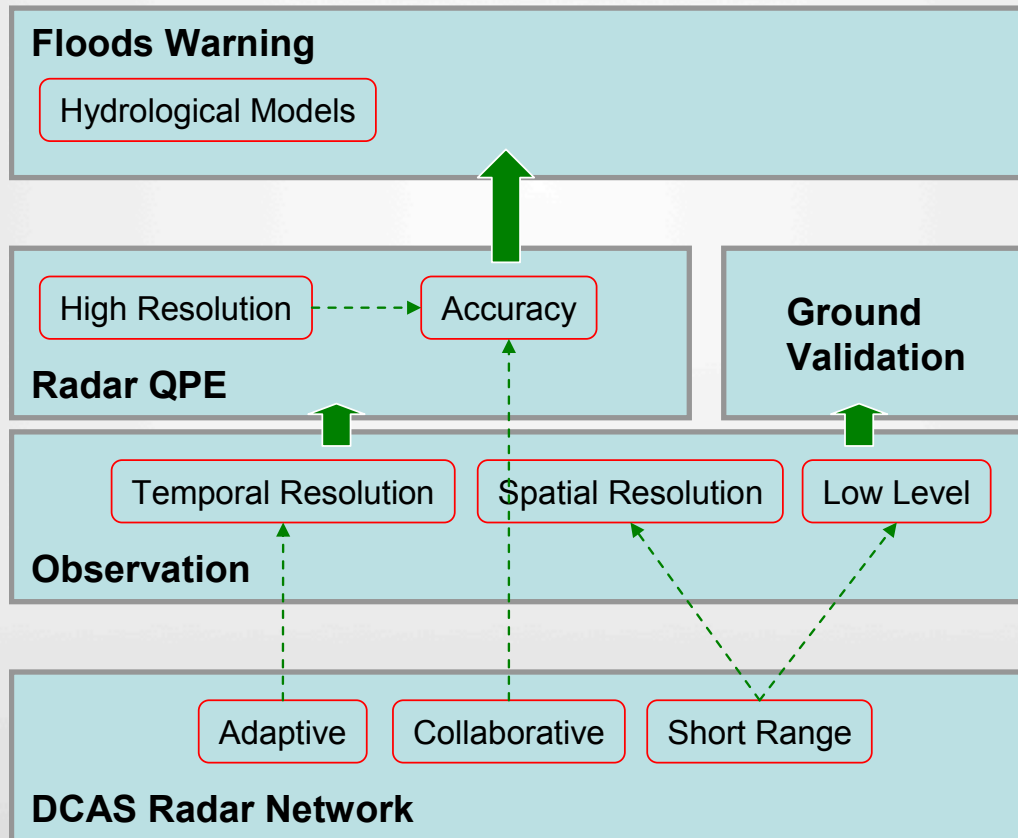 Floods Warning
Hydrological Models
High Resolution
Accuracy
Radar QPE
Ground
Validation
Temporal Resolution
Spatial Resolution
Low Level
Observation
Adaptive
Collaborative
Short Range
DCAS Radar Network